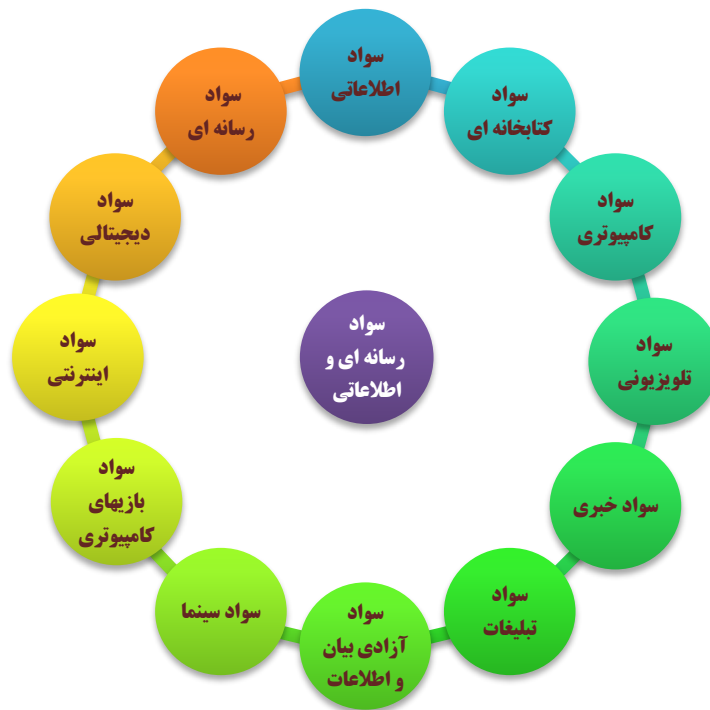 سواد
اطلاعاتی
سواد
کتابخانه ای
سواد
کامپیوتری
سواد
تلویزیونی
سواد خبری
سواد
تبلیغات
سواد
آزادی بیان
و اطلاعات
سواد سینما
سواد
بازیهای
کامپیوتری
سواد
اینترنتی
سواد
دیجیتالی
سواد
رسانه ای
سواد
رسانه ای و
اطلاعاتی